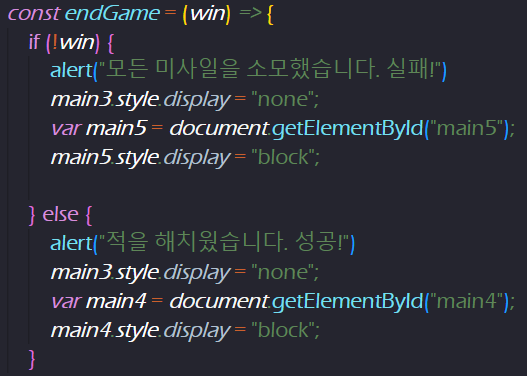 const endGame = (win) => {
if (!win) {
alert("모든 미사일을 소모했습니다. 실패!")
main3.style.display = "none";
var main5 = document.getElementById("main5");
main5.style.display = "block";
} else {
alert("적을 해치웠습니다. 성공!")
main3.style.display = "none";
var main4 = document.getElementById("main4");
main4.style.display = "block";
}